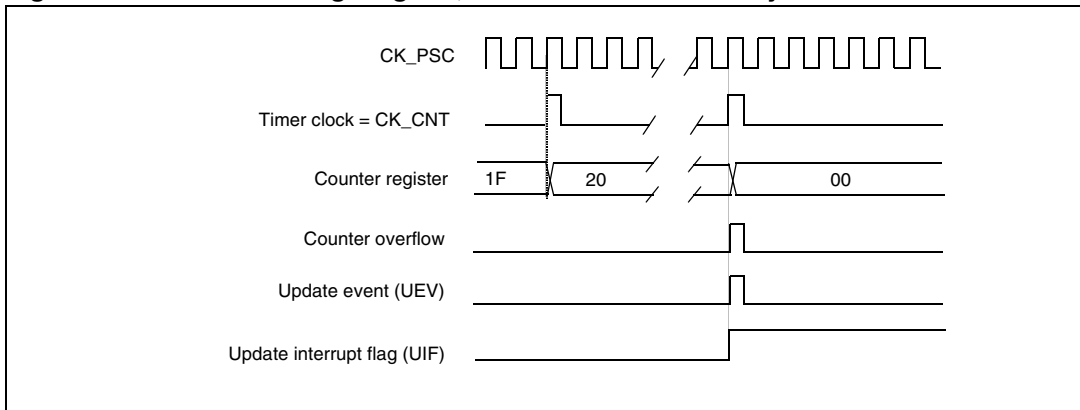 CK_PSC
Timer clock = CK_CNT
Counter register 1F 20 00
Counter overflow
Update event (UEV)
Update interrupt flag (UIF)